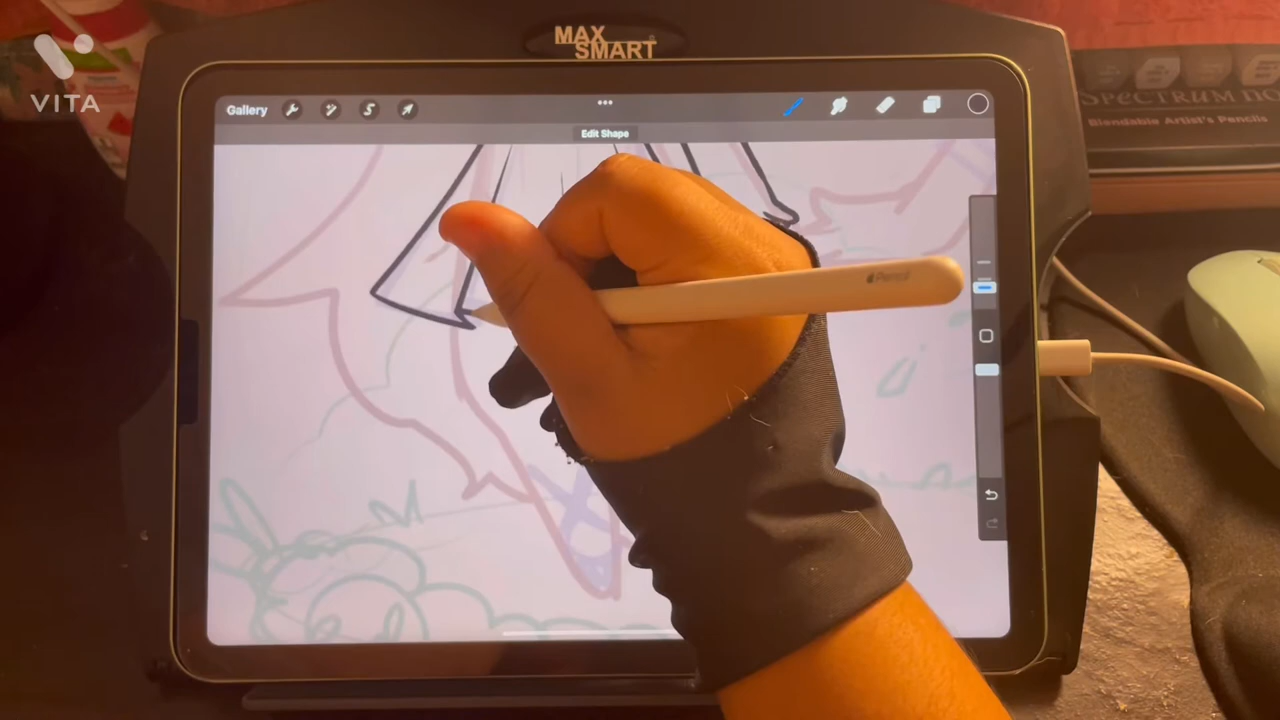 MAX
SMART
VITA
Gallery
Edit Shape
SPECTRUM NO
Blendable Artist's Pencils
Pencil